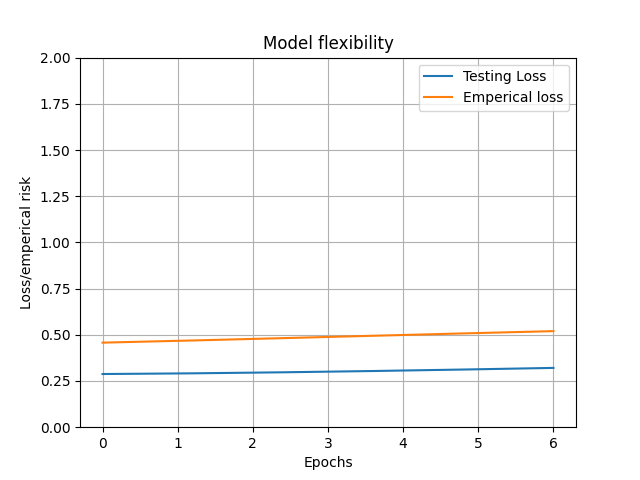 Model flexibility
Testing Loss
Emperical loss
2.00
1.75
1.50
1.25
1.00
0.75
0.50
0.25
0.00
Loss/emperical risk
0 1 2 3 4 5 6
Epochs